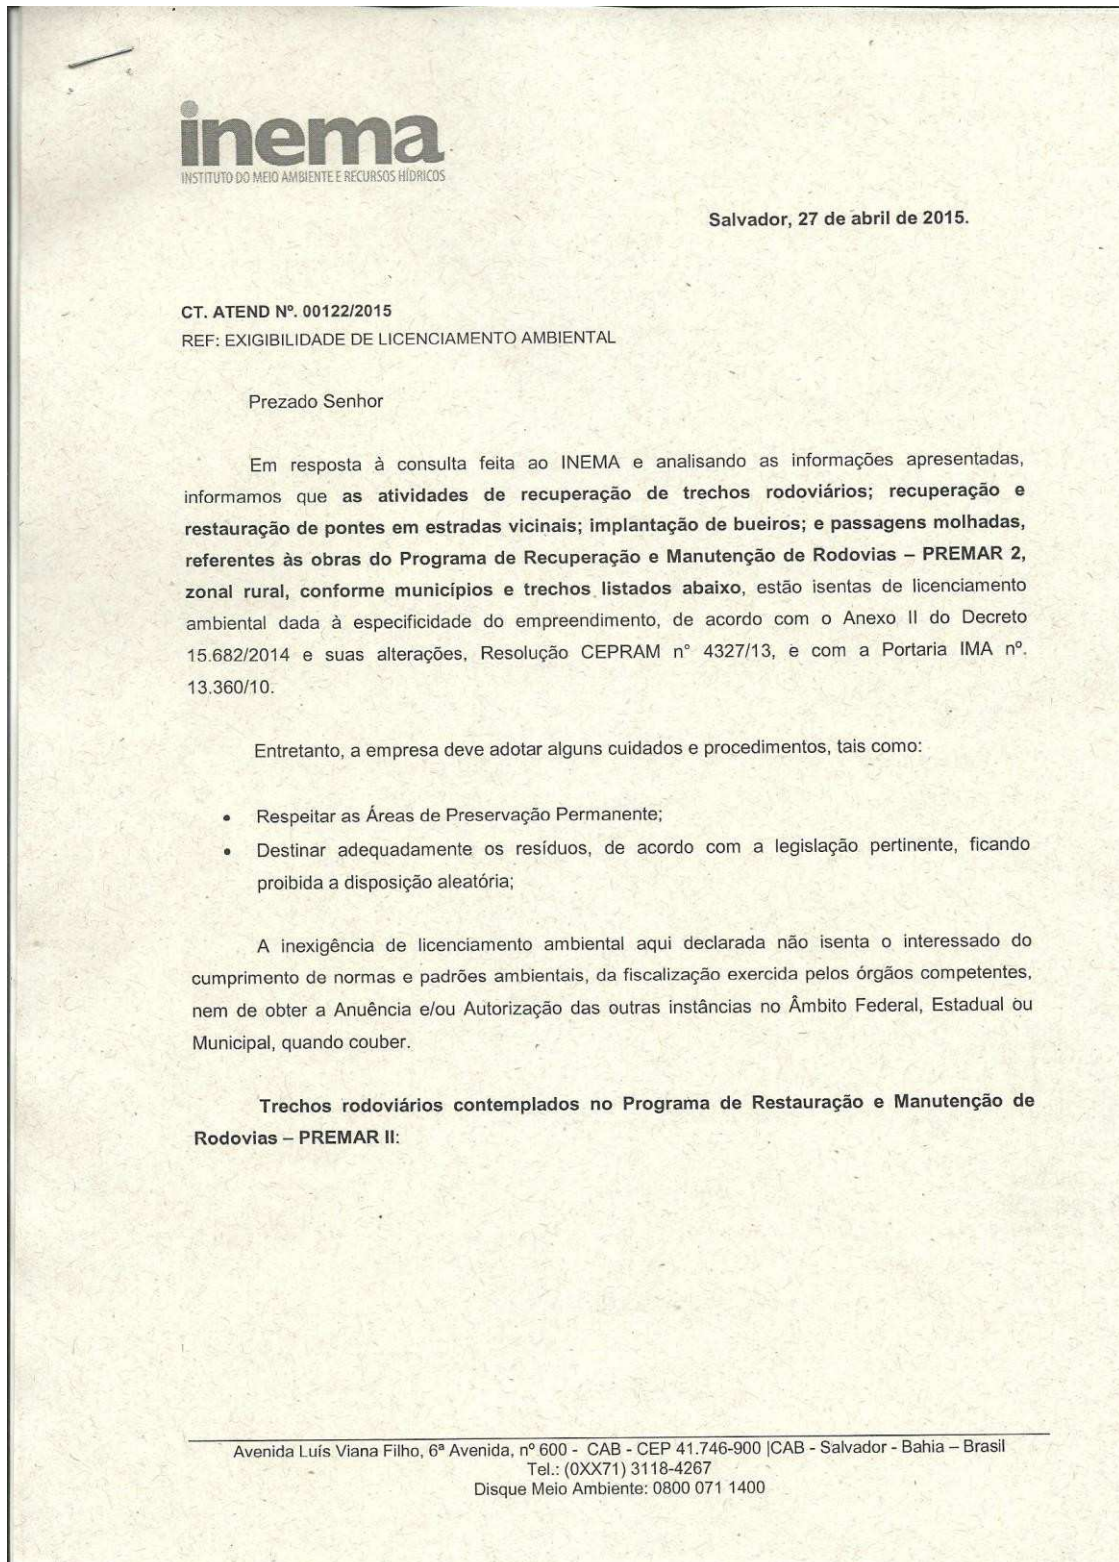 inema
INSTITUTO DO MEIO AMBIENTE E RECURSOS HÍDRICOS
Salvador, 27 de abril de 2015.
CT. ATEND Nº. 00122/2015
REF: EXIGIBILIDADE DE LICENCIAMENTO AMBIENTAL
Prezado Senhor
Em resposta à consulta feita ao INEMA e analisando as informações apresentadas,
informamos que as atividades de recuperação de trechos rodoviários; recuperação e
restauração de pontes em estradas vicinais; implantação de bueiros; e passagens molhadas,
referentes às obras do Programa de Recuperação e Manutenção de Rodovias – PREMAR 2,
zonal rural, conforme municípios e trechos listados abaixo, estão isentas de licenciamento
ambiental dada à especificidade do empreendimento, de acordo com o Anexo II do Decreto
15.682/2014 e suas alterações, Resolução CEPRAM n° 4327/13, e com a Portaria IMA nº.
13.360/10.
Entretanto, a empresa deve adotar alguns cuidados e procedimentos, tais como:
• Respeitar as Áreas de Preservação Permanente;
• Destinar adequadamente os resíduos, de acordo com a legislação pertinente, ficando
proibida a disposição aleatória;
A inexigência de licenciamento ambiental aqui declarada não isenta o interessado do
cumprimento de normas e padrões ambientais, da fiscalização exercida pelos órgãos competentes,
nem de obter a Anuência e/ou Autorização das outras instâncias no Âmbito Federal, Estadual ou
Municipal, quando couber.
Trechos rodoviários contemplados no Programa de Restauração e Manutenção de
Rodovias – PREMAR II:
Avenida Luís Viana Filho, 6ª Avenida, nº 600 - CAB - CEP 41.746-900 |CAB - Salvador - Bahia – Brasil
Tel.: (0XX71) 3118-4267
Disque Meio Ambiente: 0800 071 1400